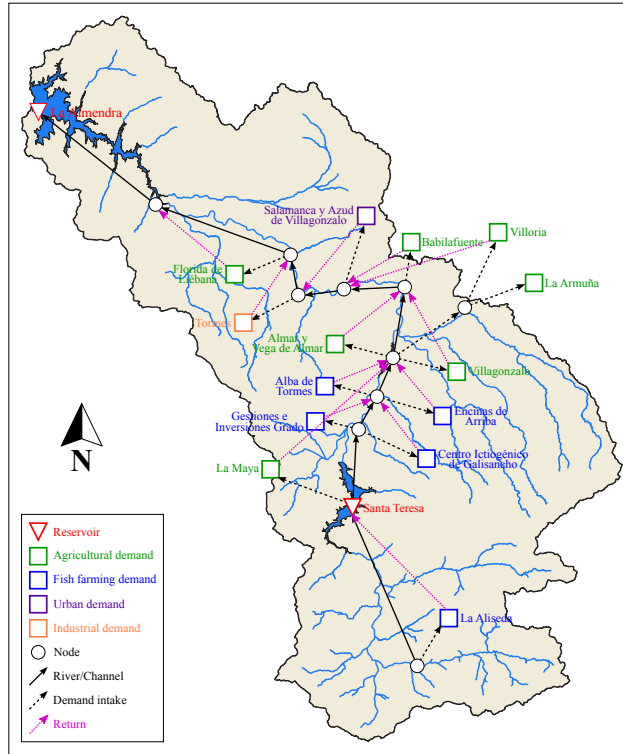 La Almendra
Salamanca y Azud
de Villagonzalo
Babilafuente
Villoria
Florida de
Liébana
La Armuña
Tormes
Almar y
Vega de Almar
Villagonzalo
Alba de
Tormes
Encinas de
Arriba
Gestiones e
Inversiones Grado
Centro Ictiogénico
de Galisancho
La Maya
N
Santa Teresa
La Aliseda
Reservoir
Agricultural demand
Fish farming demand
Urban demand
Industrial demand
Node
River/Channel
Demand intake
Return